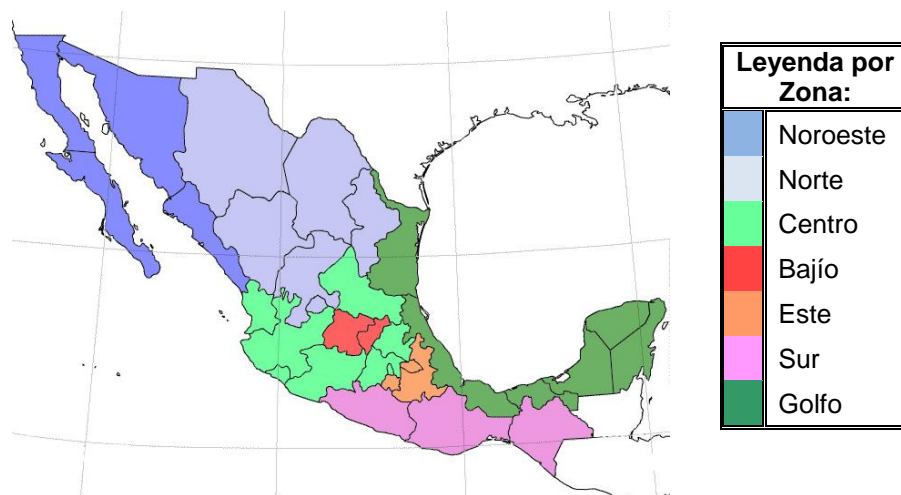 Leyenda por
Zona:
Noroeste
Norte
Centro
Bajío
Este
Sur
Golfo